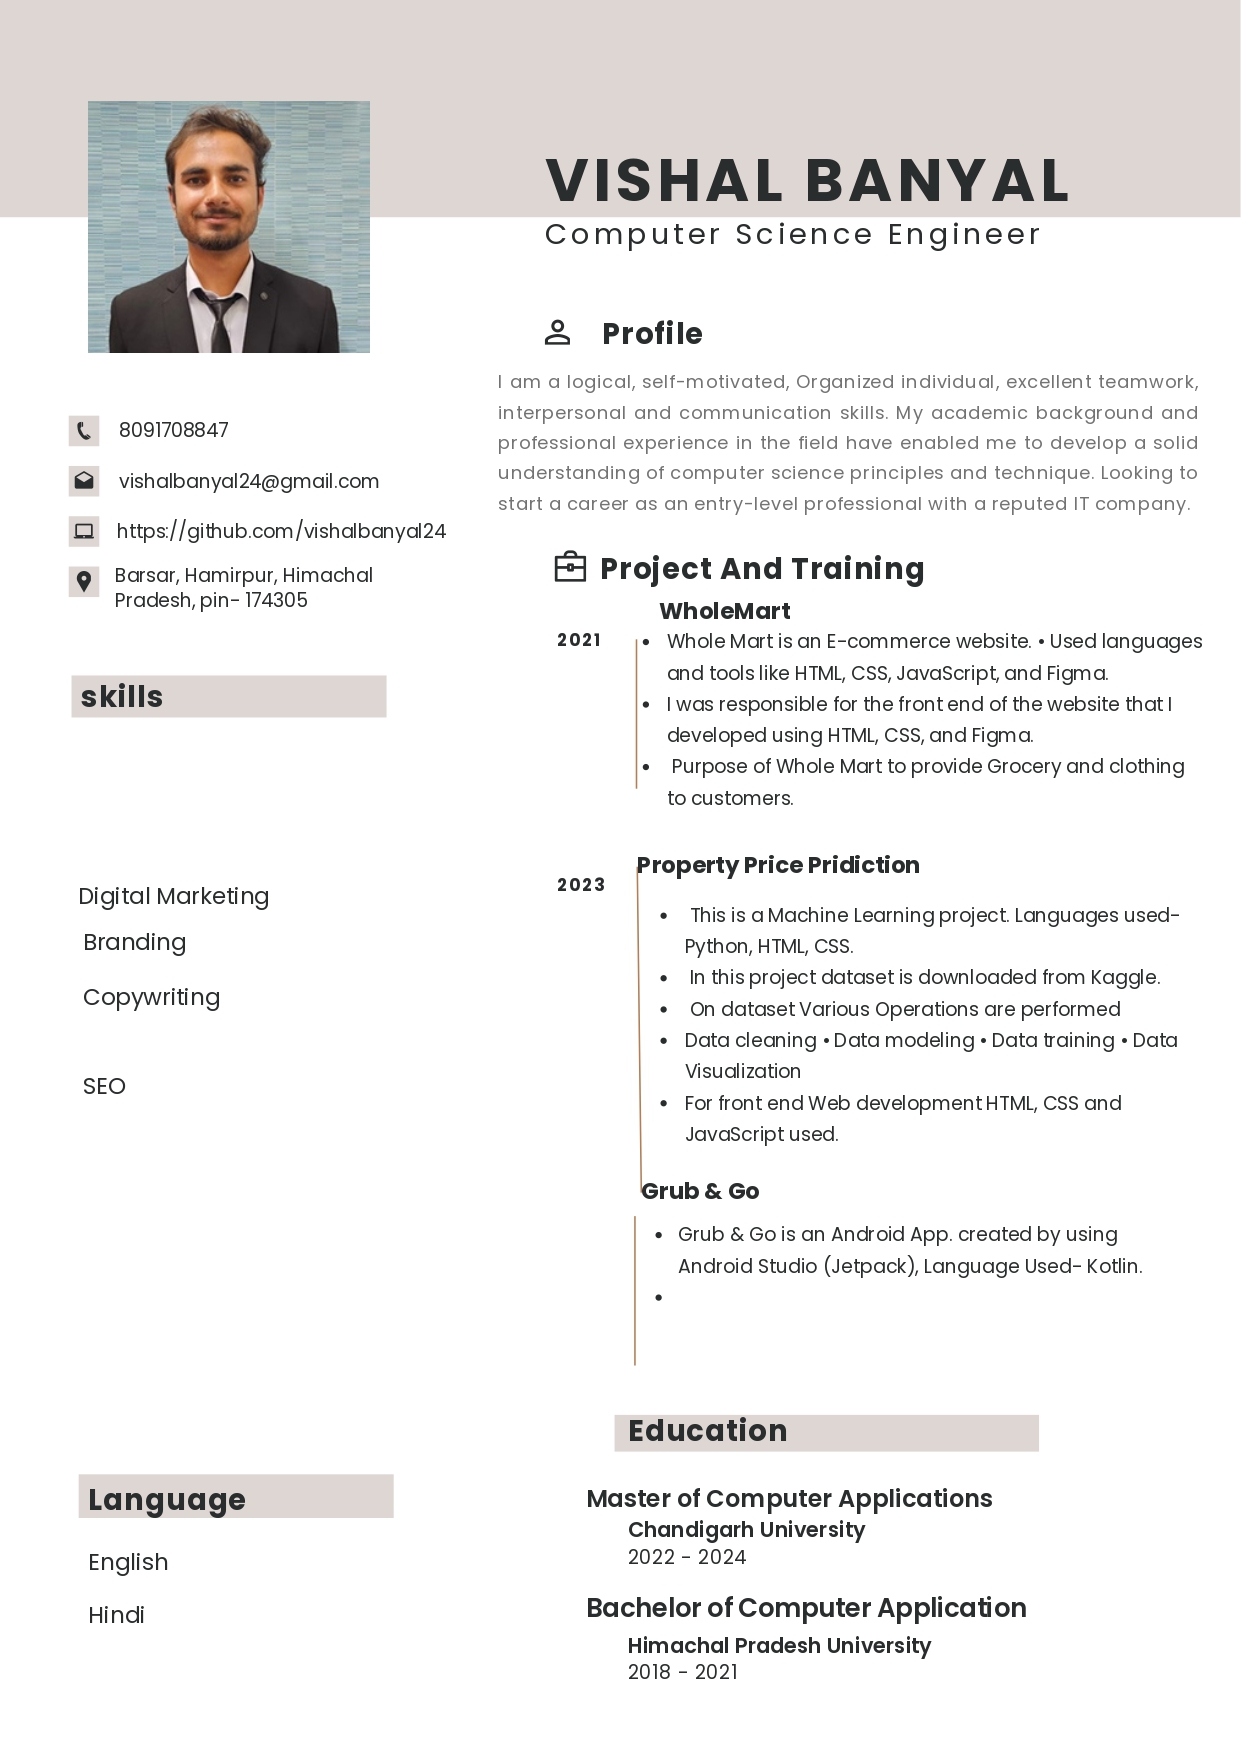 VISHAL BANYAL
Computer Science Engineer
8091708847
vishalbanyal24@gmail.com
https://github.com/vishalbanyal24
Barsar, Hamirpur, Himachal
Pradesh, pin- 174305
skills
Digital Marketing
Branding
Copywriting
SEO
Language
English
Hindi
Profile
I am a logical, self-motivated, Organized individual, excellent teamwork,
interpersonal and communication skills. My academic background and
professional experience in the field have enabled me to develop a solid
understanding of computer science principles and technique. Looking to
start a career as an entry-level professional with a reputed IT company.
Project And Training
WholeMart
2021
• Whole Mart is an E-commerce website. • Used languages
and tools like HTML, CSS, JavaScript, and Figma.
• I was responsible for the front end of the website that I
developed using HTML, CSS, and Figma.
• Purpose of Whole Mart to provide Grocery and clothing
to customers.
Property Price Pridiction
2023
• This is a Machine Learning project. Languages used-
Python, HTML, CSS.
• In this project dataset is downloaded from Kaggle.
• On dataset Various Operations are performed
• Data cleaning • Data modeling • Data training • Data
Visualization
• For front end Web development HTML, CSS and
JavaScript used.
Grub & Go
• Grub & Go is an Android App. created by using
Android Studio (Jetpack), Language Used- Kotlin.
•
Education
Master of Computer Applications
Chandigarh University
2022 - 2024
Bachelor of Computer Application
Himachal Pradesh University
2018 - 2021